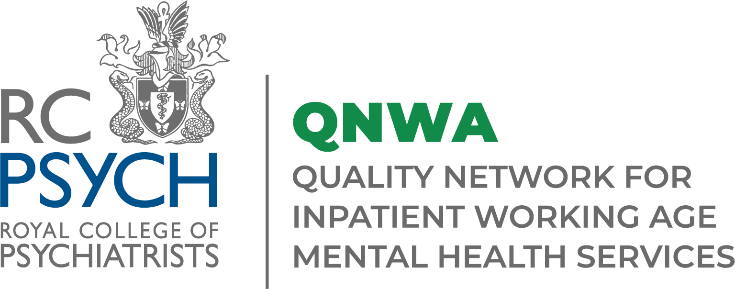 RC
PSYCH
ROYAL COLLEGE OF
PSYCHIATRISTS
QNWA
QUALITY NETWORK FOR
INPATIENT WORKING AGE
MENTAL HEALTH SERVICES